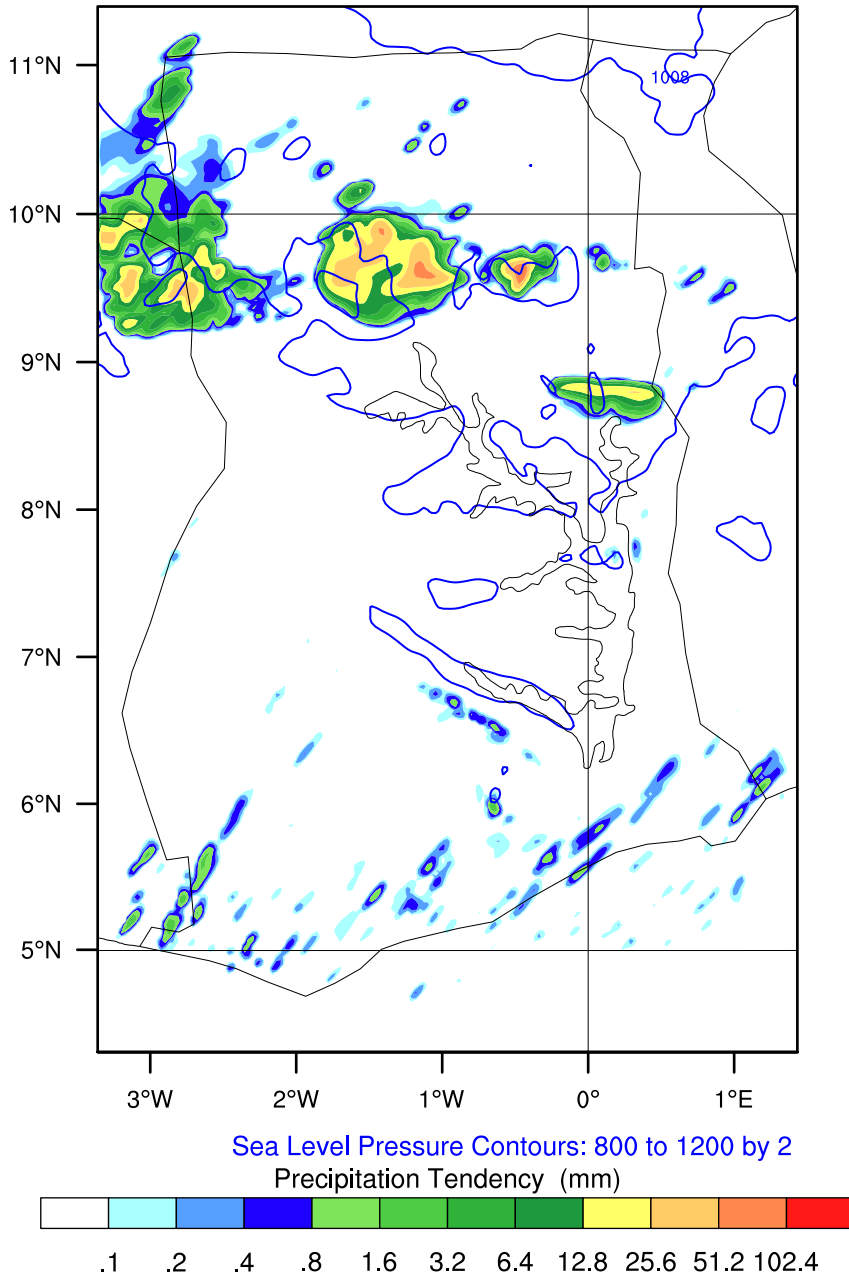 11°N
1008
10°N
9°N
8°N
7°N
6°N
5°N
3°W 2°W 1°W 0° 1°E
Sea Level Pressure Contours: 800 to 1200 by 2
Precipitation Tendency (mm)
.1 .2 .4 .8 1.6 3.2 6.4 12.8 25.6 51.2 102.4